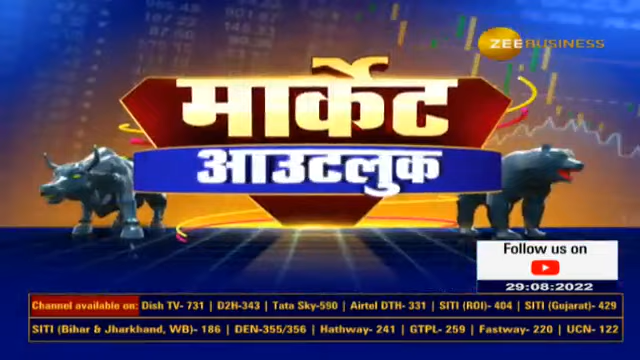 ZEE BUSINESS
मार्केट
आउटलुक
Follow us on
29:08:2022
Channel available on: Dish TV- 731 | D2H-343 | Tata Sky-590 | Airtel DTH- 331 | SITI (ROI)- 404 | SITI (Gujarat)- 429
SITI (Bihar & Jharkhand, WB)- 186 | DEN-355/356 | Hathway- 241 | GTPL- 259 | Fastway- 220 | UCN- 122